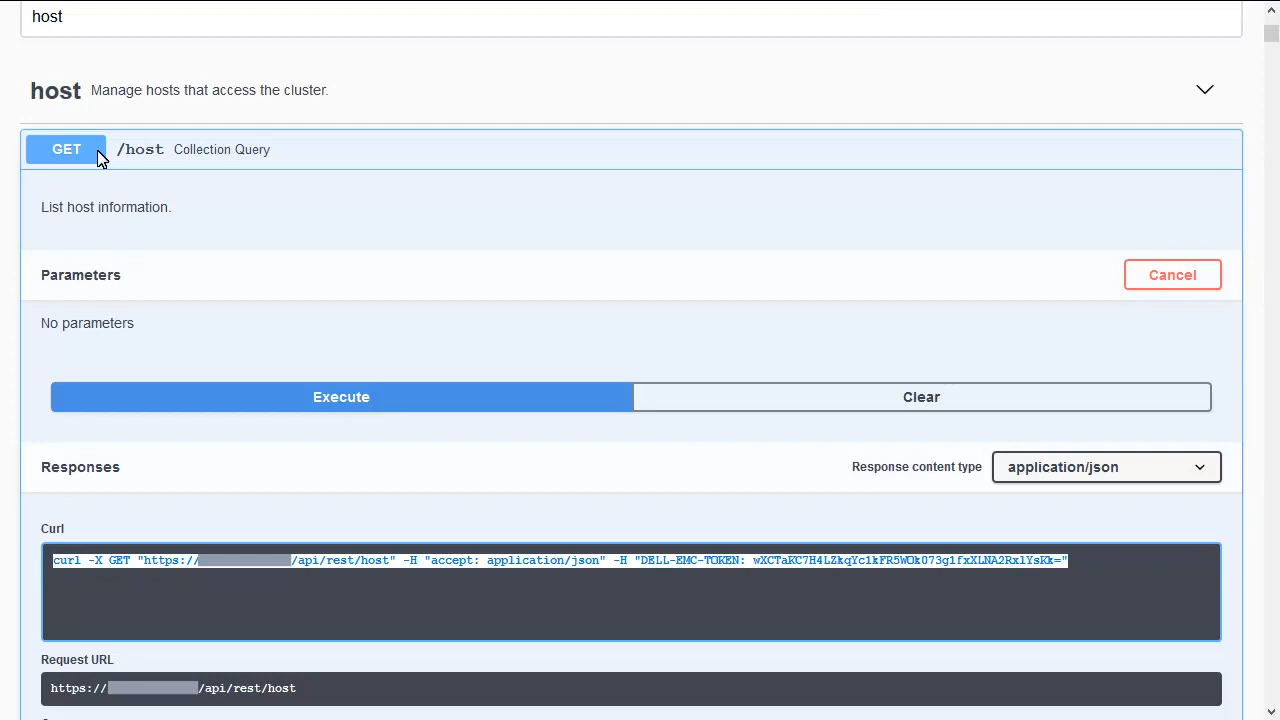 host
host Manage hosts that access the cluster.
GET /host Collection Query
List host information.
Parameters Cancel
No parameters
Execute Clear
Responses Response content type application/json
Curl
curl -X GET "https:// /api/rest/host" -H "accept: application/json" -H "DELL-EMC-TOKEN: wXCTaKC7H4LZkqYc1kFR5WOk073g1fxXLNA2RxlYsKk="
Request URL
https:// /api/rest/host